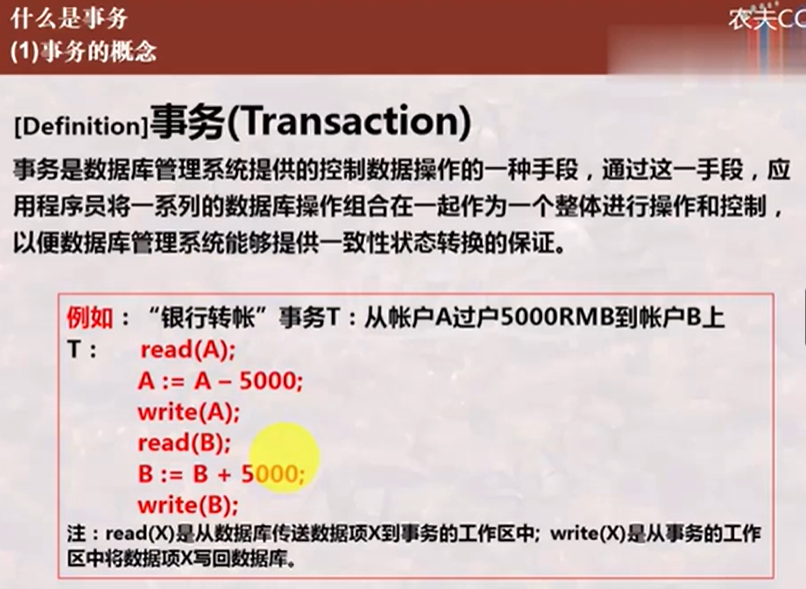 什么是事务
农夫CC
(1)事务的概念
[Definition]事务(Transaction)
事务是数据库管理系统提供的控制数据操作的一种手段，通过这一手段，应
用程序员将一系列的数据库操作组合在一起作为一个整体进行操作和控制，
以便数据库管理系统能够提供一致性状态转换的保证。
例如：“银行转帐”事务T：从帐户A过户5000RMB到帐户B上
T： read(A);
A := A – 5000;
write(A);
read(B);
B := B + 5000;
write(B);
注：read(X)是从数据库传送数据项X到事务的工作区中; write(X)是从事务的工作
区中将数据项X写回数据库。